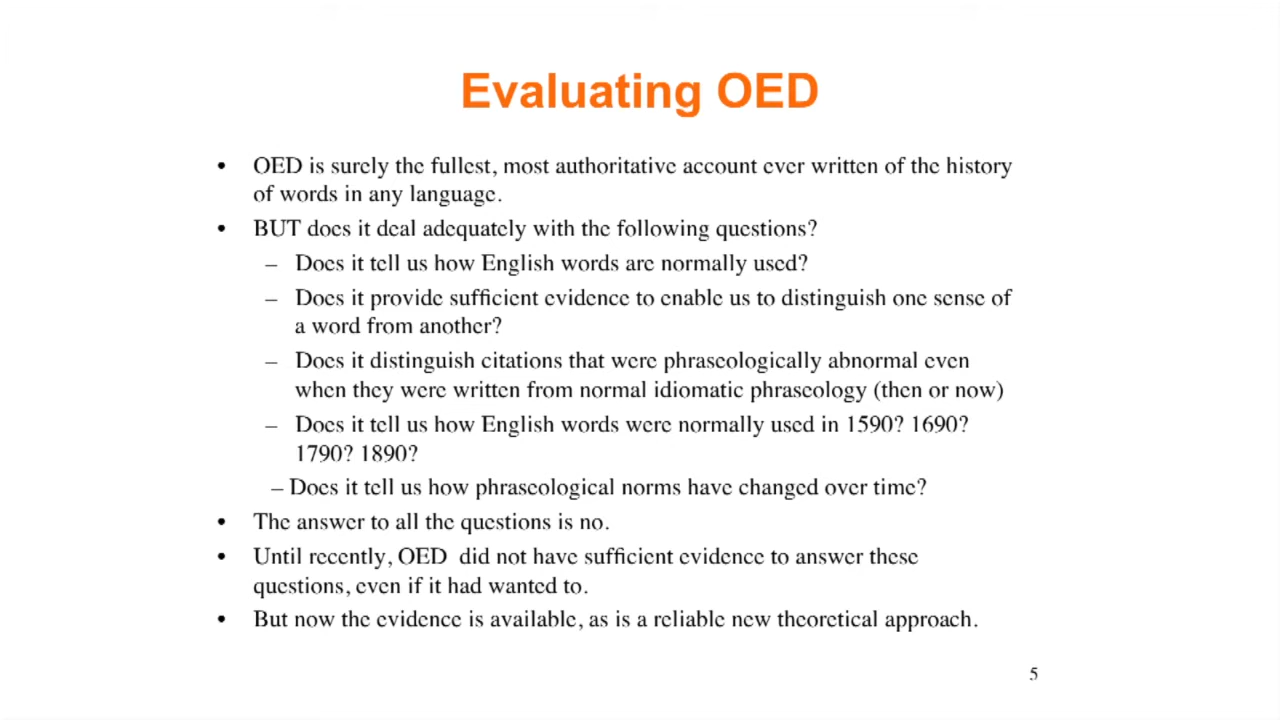 Evaluating OED
• OED is surely the fullest, most authoritative account ever written of the history
of words in any language.
• BUT does it deal adequately with the following questions?
– Does it tell us how English words are normally used?
– Does it provide sufficient evidence to enable us to distinguish one sense of
a word from another?
– Does it distinguish citations that were phraseologically abnormal even
when they were written from normal idiomatic phraseology (then or now)
– Does it tell us how English words were normally used in 1590? 1690?
1790? 1890?
– Does it tell us how phraseological norms have changed over time?
• The answer to all the questions is no.
• Until recently, OED did not have sufficient evidence to answer these
questions, even if it had wanted to.
• But now the evidence is available, as is a reliable new theoretical approach.
5